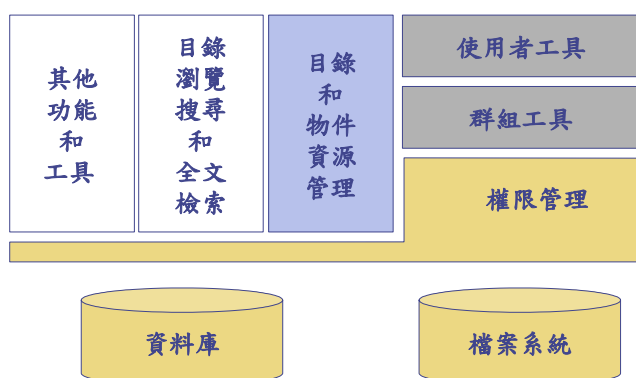 其他
功能
和
工具
目錄
瀏覽
搜尋
和
全文
檢索
目錄
和
物件
資源
管理
使用者工具
群組工具
權限管理
資料庫
檔案系統